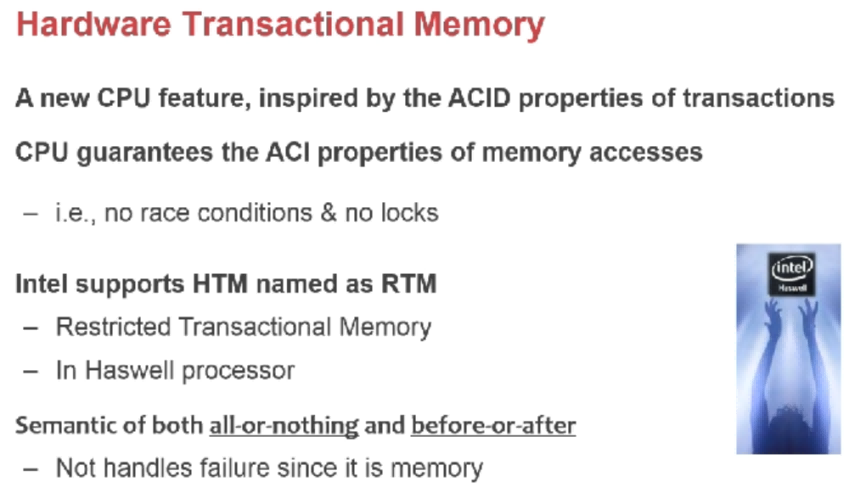 Hardware Transactional Memory
A new CPU feature, inspired by the ACID properties of transactions
CPU guarantees the ACI properties of memory accesses
– i.e., no race conditions & no locks
Intel supports HTM named as RTM
– Restricted Transactional Memory
– In Haswell processor
intel
Haswell
Semantic of both all-or-nothing and before-or-after
– Not handles failure since it is memory